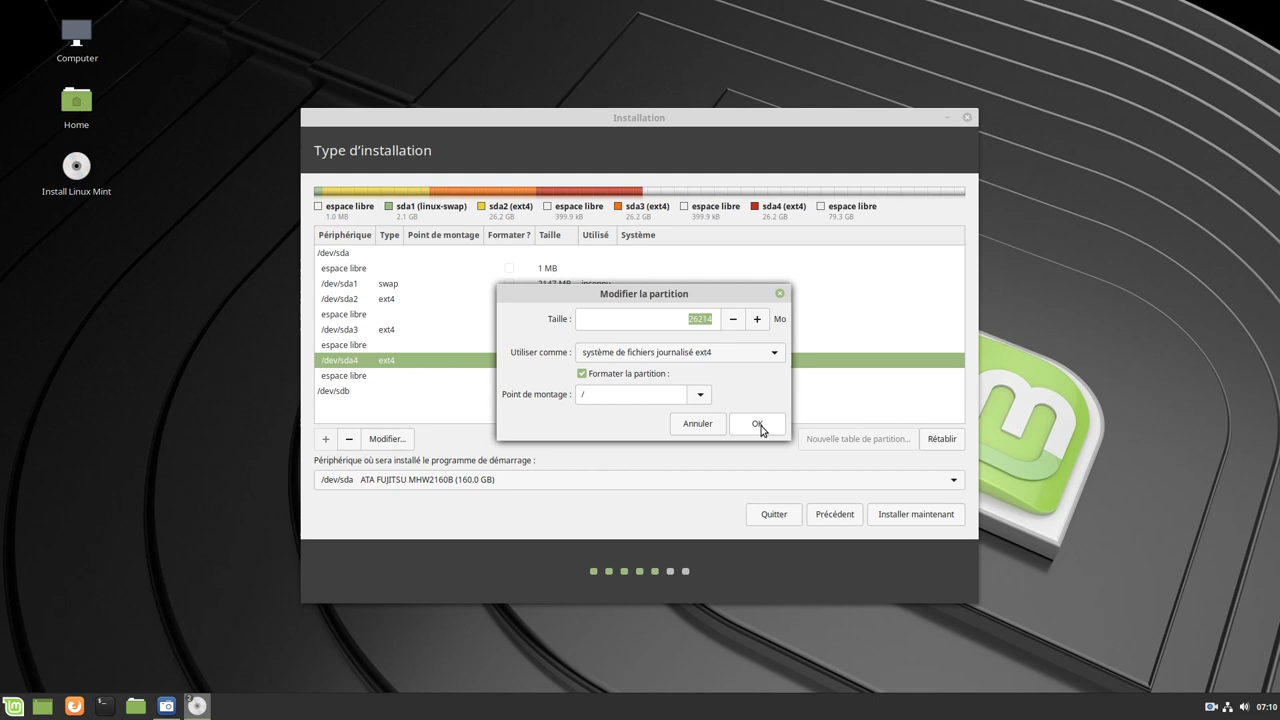 Computer
Home
Install Linux Mint
Installation
Type d'installation
espace libre sda1 (linux-swap) sda2 (ext4) espace libre sda3 (ext4) espace libre sda4 (ext4) espace libre
1.0 MB 2.1 GB 26.2 GB 399.9 kB 26.2 GB 399.9 kB 26.2 GB 79.3 GB
Périphérique Type Point de montage Formater ? Taille Utilisé Système
/dev/sda
espace libre 1 MB
/dev/sda1 swap
/dev/sda2 ext4
espace libre
/dev/sda3 ext4
/dev/sda4 ext4
espace libre
/dev/sdb
Modifier la partition
Taille : 26214 − + Mo
Utiliser comme : système de fichiers journalisé ext4
Formater la partition :
Point de montage : /
Annuler OK
+ − Modifier... Nouvelle table de partition... Rétablir
Périphérique où sera installé le programme de démarrage :
/dev/sda ATA FUJITSU MHW2160B (160.0 GB)
Quitter Précédent Installer maintenant
2
07:10